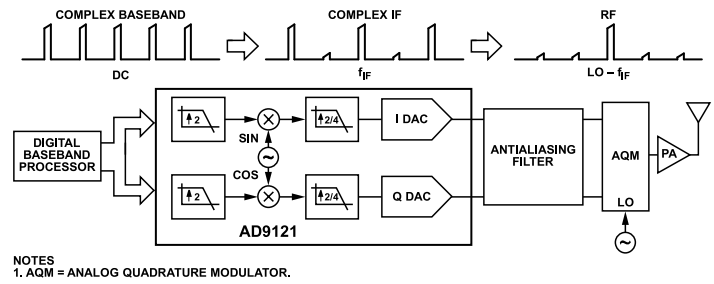 COMPLEX BASEBAND
COMPLEX IF
RF
DC
fIF
LO – fIF
DIGITAL
BASEBAND
PROCESSOR
2
SIN
2/4
I DAC
COS
2
2/4
Q DAC
AD9121
ANTIALIASING
FILTER
AQM
LO
PA
NOTES
1. AQM = ANALOG QUADRATURE MODULATOR.